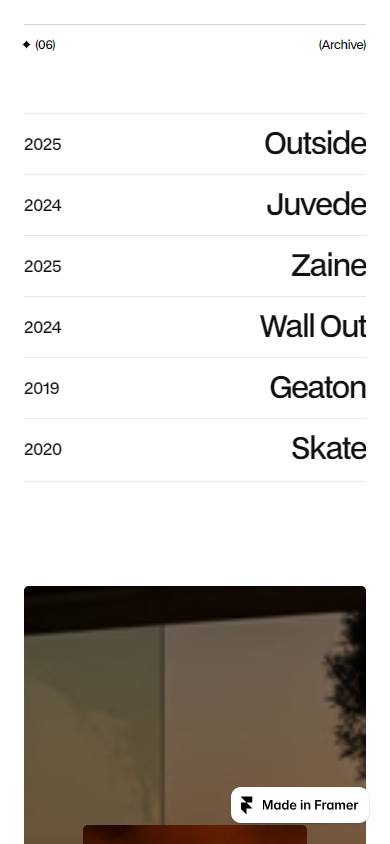 (06) (Archive)
2025 Outside
2024 Juvede
2025 Zaine
2024 Wall Out
2019 Geaton
2020 Skate
Made in Framer